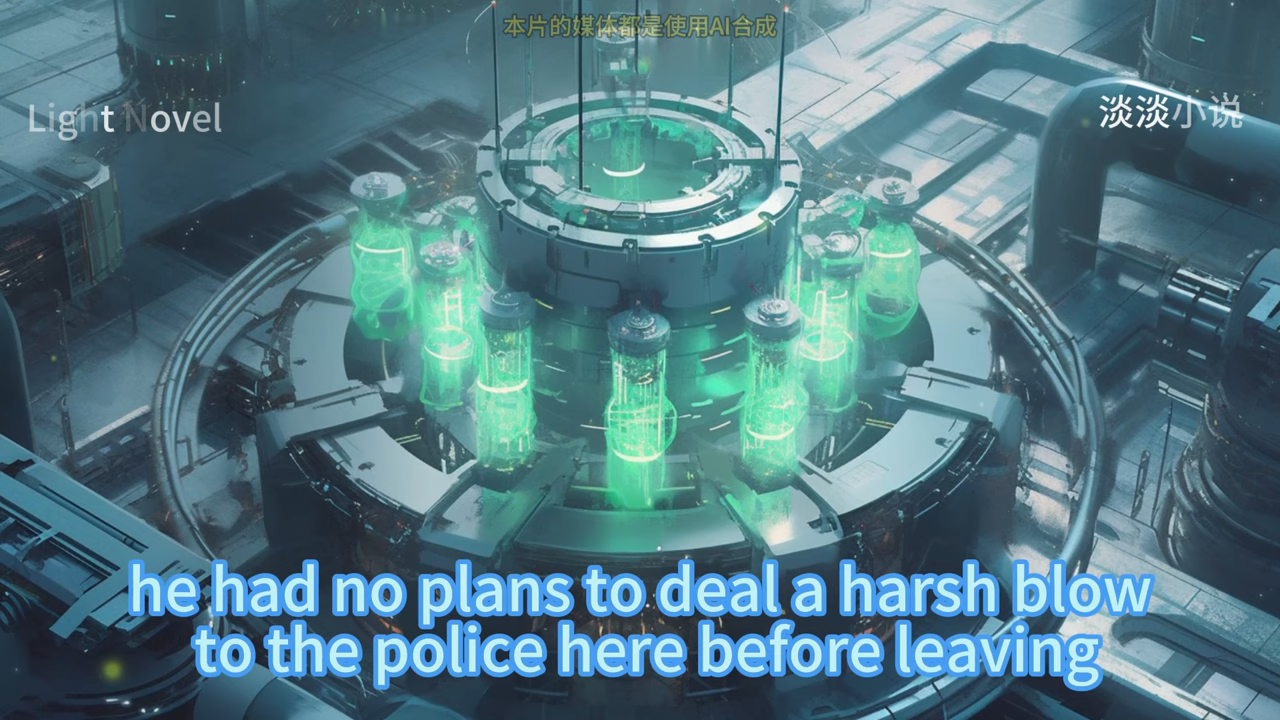 本片的媒体都是使用AI合成
Light Novel
淡淡小说
he had no plans to deal a harsh blow
to the police here before leaving